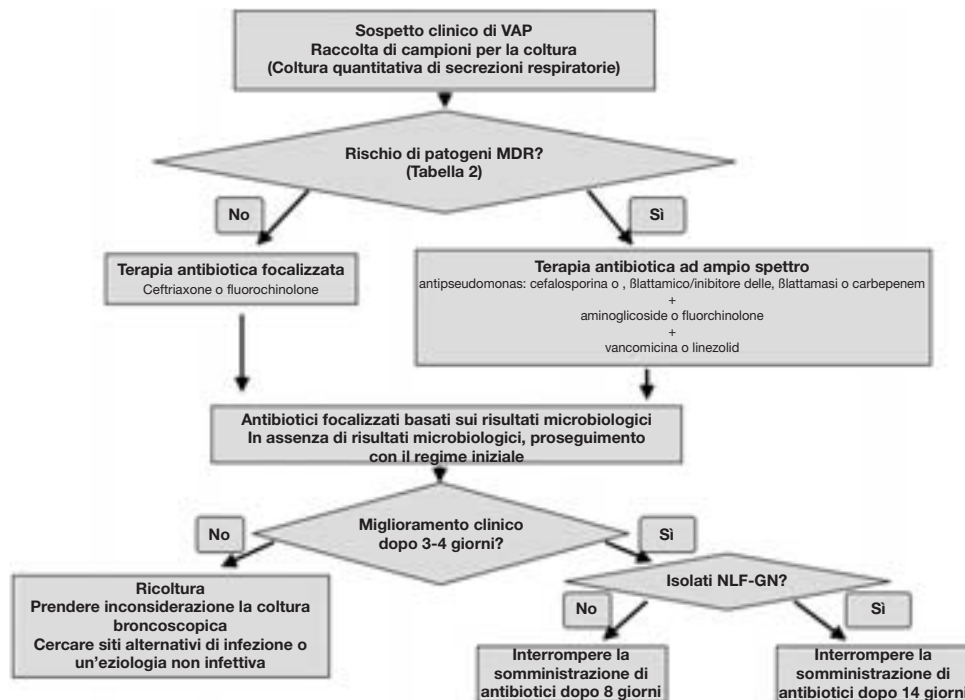 Sospetto clinico di VAP
Raccolta di campioni per la coltura
(Coltura quantitativa di secrezioni respiratorie)
Rischio di patogeni MDR?
(Tabella 2)
No
Sì
Terapia antibiotica focalizzata
Ceftriaxone o fluorochinolone
Terapia antibiotica ad ampio spettro
antipseudomonas: cefalosporina o , ßlattamico/inibitore delle, ßlattamasi o carbepenem
+
aminoglicoside o fluorchinolone
+
vancomicina o linezolid
Antibiotici focalizzati basati sui risultati microbiologici
In assenza di risultati microbiologici, proseguimento
con il regime iniziale
Miglioramento clinico
dopo 3-4 giorni?
No
Sì
Ricoltura
Prendere inconsiderazione la coltura
broncoscopica
Cercare siti alternativi di infezione o
un'eziologia non infettiva
Isolati NLF-GN?
No
Sì
Interrompere la
somministrazione di
antibiotici dopo 8 giorni
Interrompere la
somministrazione di
antibiotici dopo 14 giorni